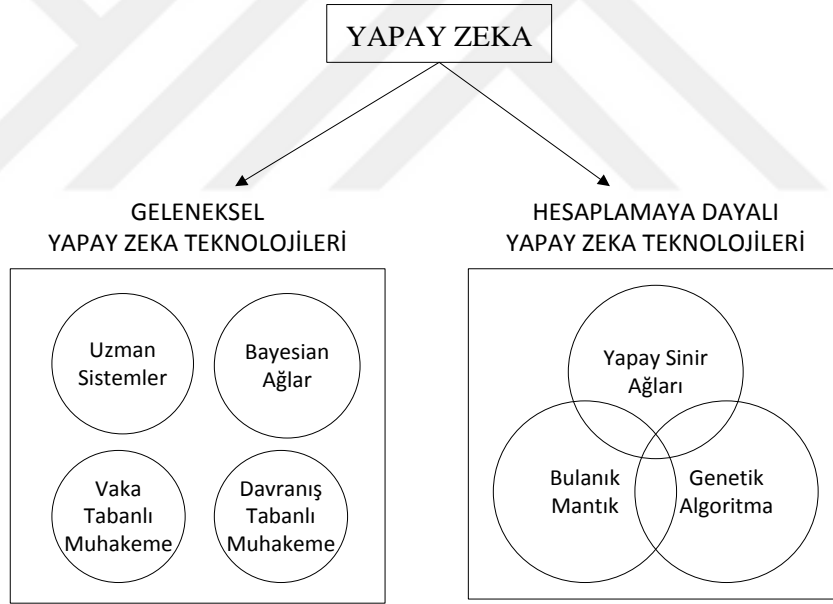 YAPAY ZEKA
GELENEKSEL
YAPAY ZEKA TEKNOLOJİLERİ
Uzman
Sistemler
Bayesian
Ağlar
Vaka
Tabanlı
Muhakeme
Davranış
Tabanlı
Muhakeme
HESAPLAMAYA DAYALI
YAPAY ZEKA TEKNOLOJİLERİ
Yapay Sinir
Ağları
Bulanık
Mantık
Genetik
Algoritma